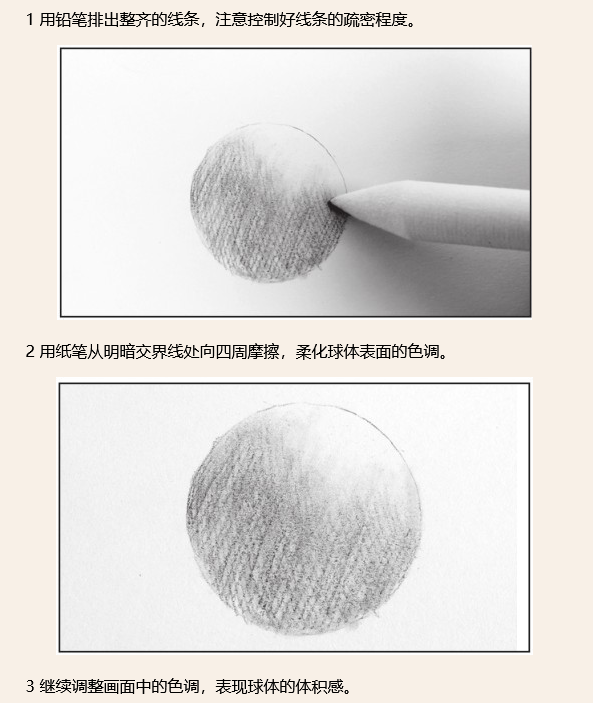 1 用铅笔排出整齐的线条，注意控制好线条的疏密程度。
2 用纸笔从明暗交界线处向四周摩擦，柔化球体表面的色调。
3 继续调整画面中的色调，表现球体的体积感。